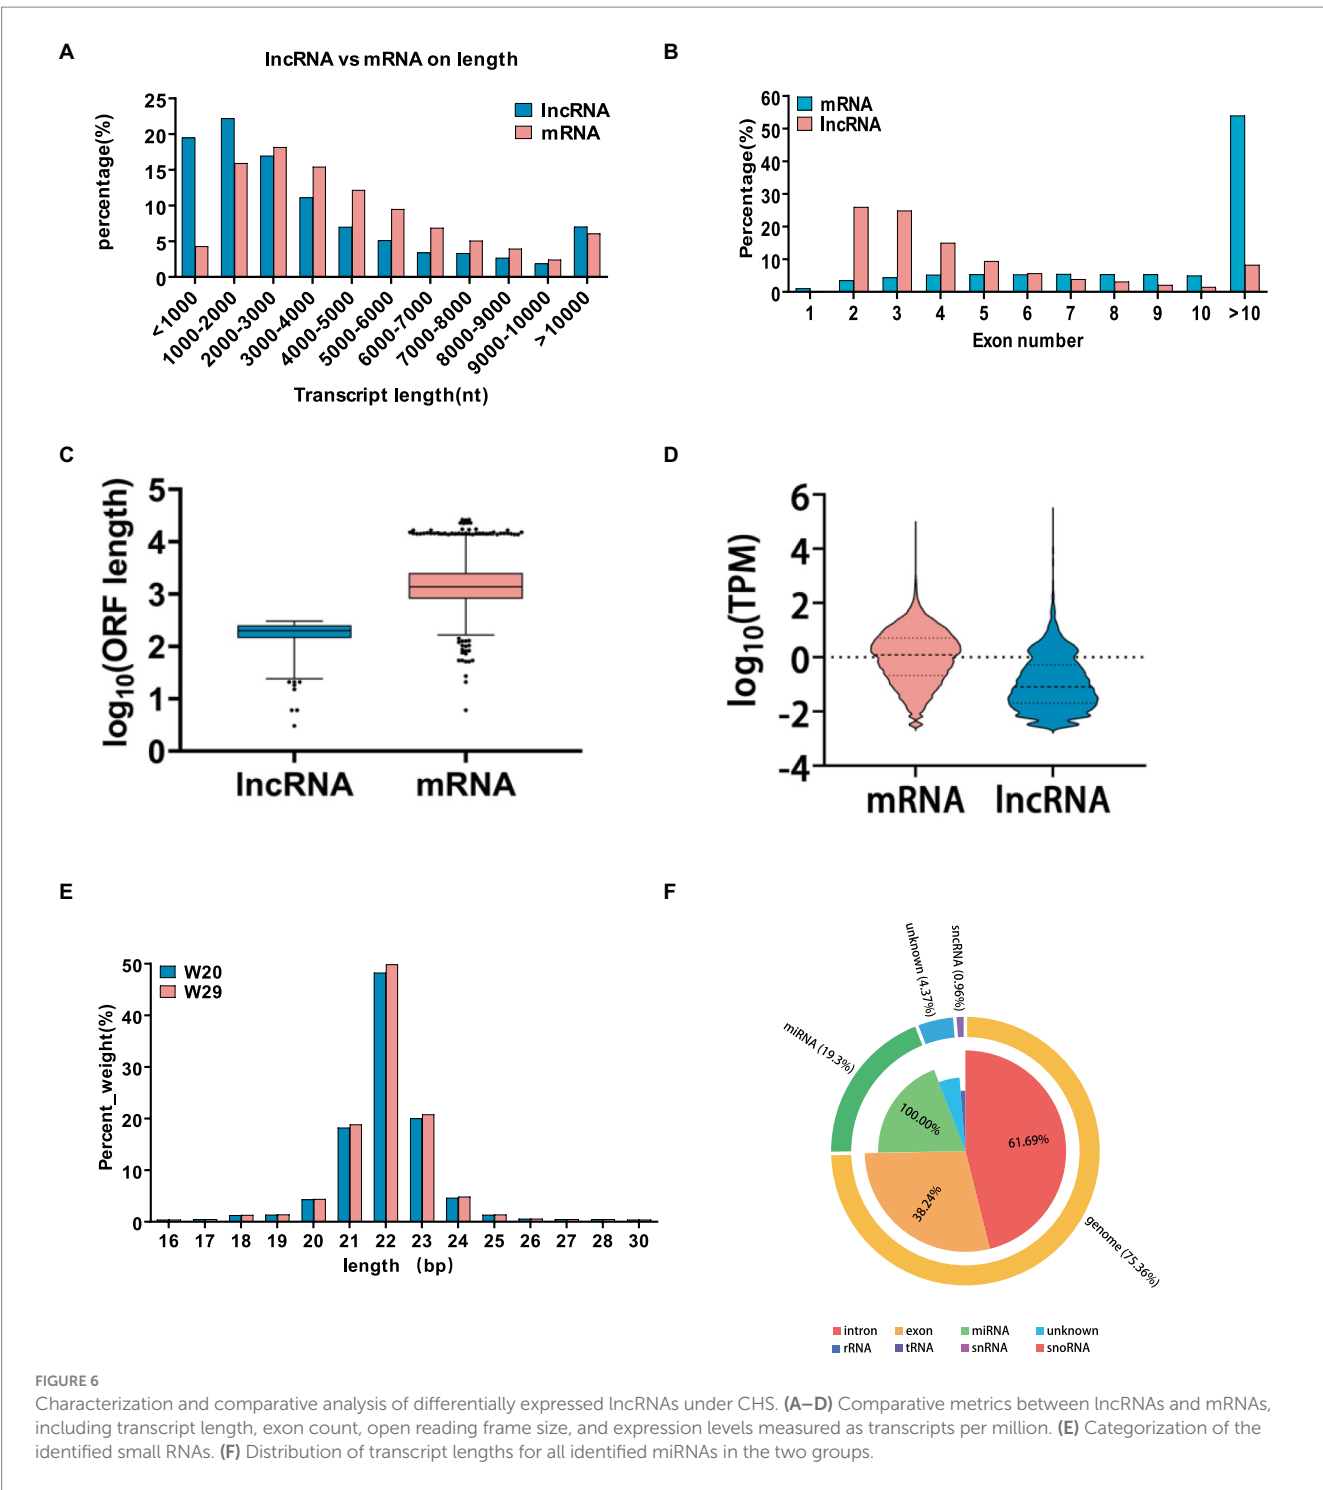 A
lncRNA vs mRNA on length
percentage(%)
25
20
15
10
5
0
lncRNA
mRNA
<1000
1000-2000
2000-3000
3000-4000
4000-5000
5000-6000
6000-7000
7000-8000
8000-9000
9000-10000
>10000
Transcript length(nt)
B
Percentage(%)
60
50
40
30
20
10
0
mRNA
lncRNA
1 2 3 4 5 6 7 8 9 10 >10
Exon number
C
log10(ORF length)
5
4
3
2
1
0
lncRNA mRNA
D
log10(TPM)
6
4
2
0
-2
-4
mRNA lncRNA
E
Percent_weight(%)
50
40
30
20
10
0
W20
W29
16 17 18 19 20 21 22 23 24 25 26 27 28 30
length (bp)
F
unknown (4.37%)
sncRNA (0.96%)
miRNA (19.3%)
genome (75.36%)
100.00%
61.69%
38.24%
intron exon miRNA unknown
rRNA tRNA snRNA snoRNA
FIGURE 6
Characterization and comparative analysis of differentially expressed lncRNAs under CHS. (A–D) Comparative metrics between lncRNAs and mRNAs,
including transcript length, exon count, open reading frame size, and expression levels measured as transcripts per million. (E) Categorization of the
identified small RNAs. (F) Distribution of transcript lengths for all identified miRNAs in the two groups.